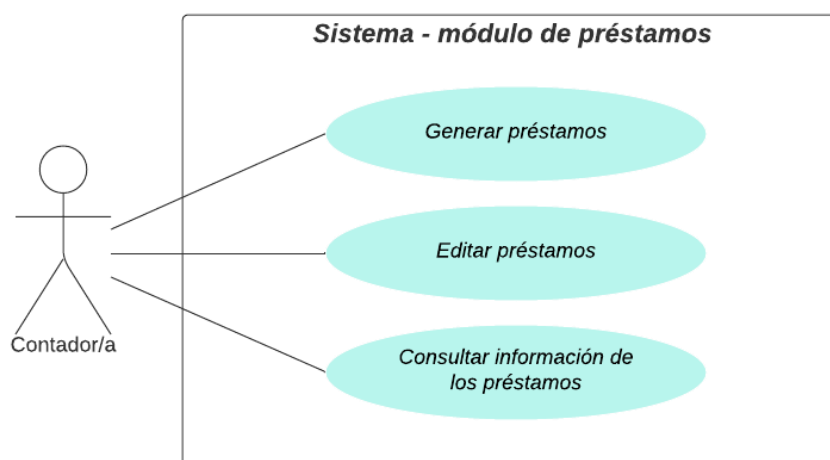 Sistema - módulo de préstamos
Generar préstamos
Editar préstamos
Contador/a
Consultar información de
los préstamos